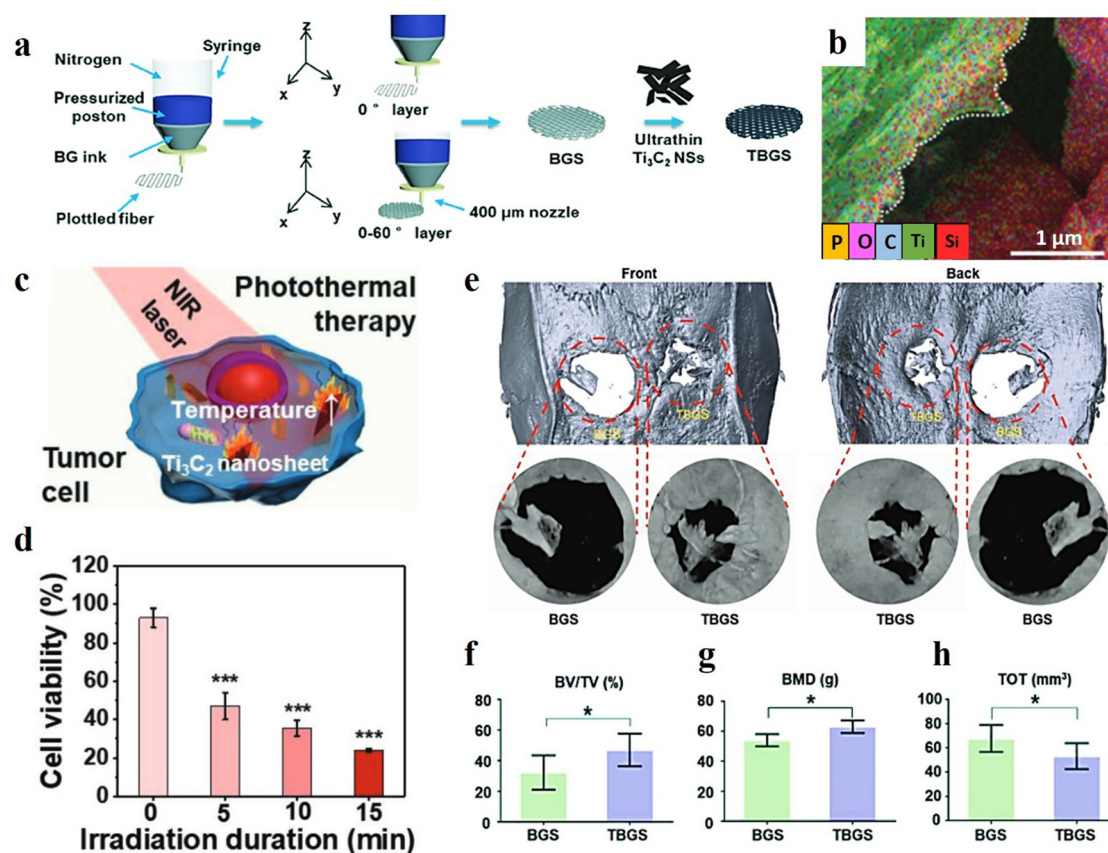 a
Nitrogen
Syringe
Pressurized
poston
BG ink
Plottled fiber
z
x
y
0 ° layer
z
x
y
0-60 ° layer
400 μm nozzle
BGS
Ultrathin
Ti₃C₂ NSs
TBGS
b
P O C Ti Si
1 μm
c
NIR
laser
Photothermal
therapy
Temperature
Ti₃C₂ nanosheet
Tumor
cell
d
Cell viability (%)
120
100
80
60
40
20
0
***
***
***
0 5 10 15
Irradiation duration (min)
e
Front
Back
BGS
TBGS
TBGS
BGS
BGS
TBGS
TBGS
BGS
f
BV/TV (%)
80
60
40
20
0
*
BGS TBGS
g
BMD (g)
80
60
40
20
0
*
BGS TBGS
h
TOT (mm³)
100
80
60
40
20
0
*
BGS TBGS